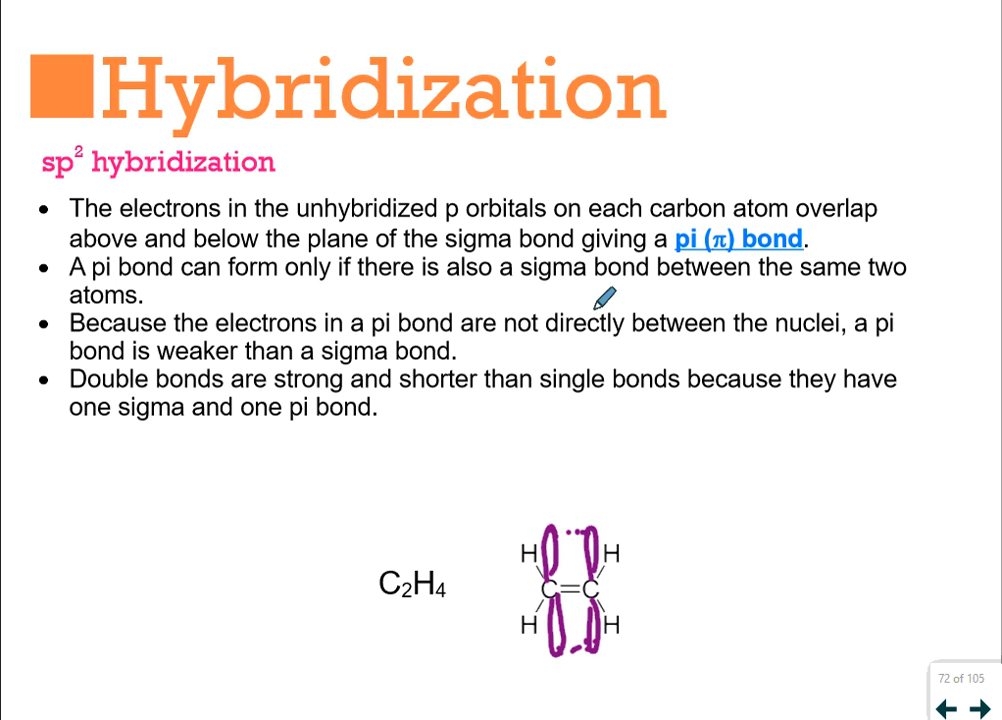 Hybridization
sp² hybridization
• The electrons in the unhybridized p orbitals on each carbon atom overlap
above and below the plane of the sigma bond giving a pi (π) bond.
• A pi bond can form only if there is also a sigma bond between the same two
atoms.
• Because the electrons in a pi bond are not directly between the nuclei, a pi
bond is weaker than a sigma bond.
• Double bonds are strong and shorter than single bonds because they have
one sigma and one pi bond.
H H
C₂H₄ C=C
H H
72 of 105